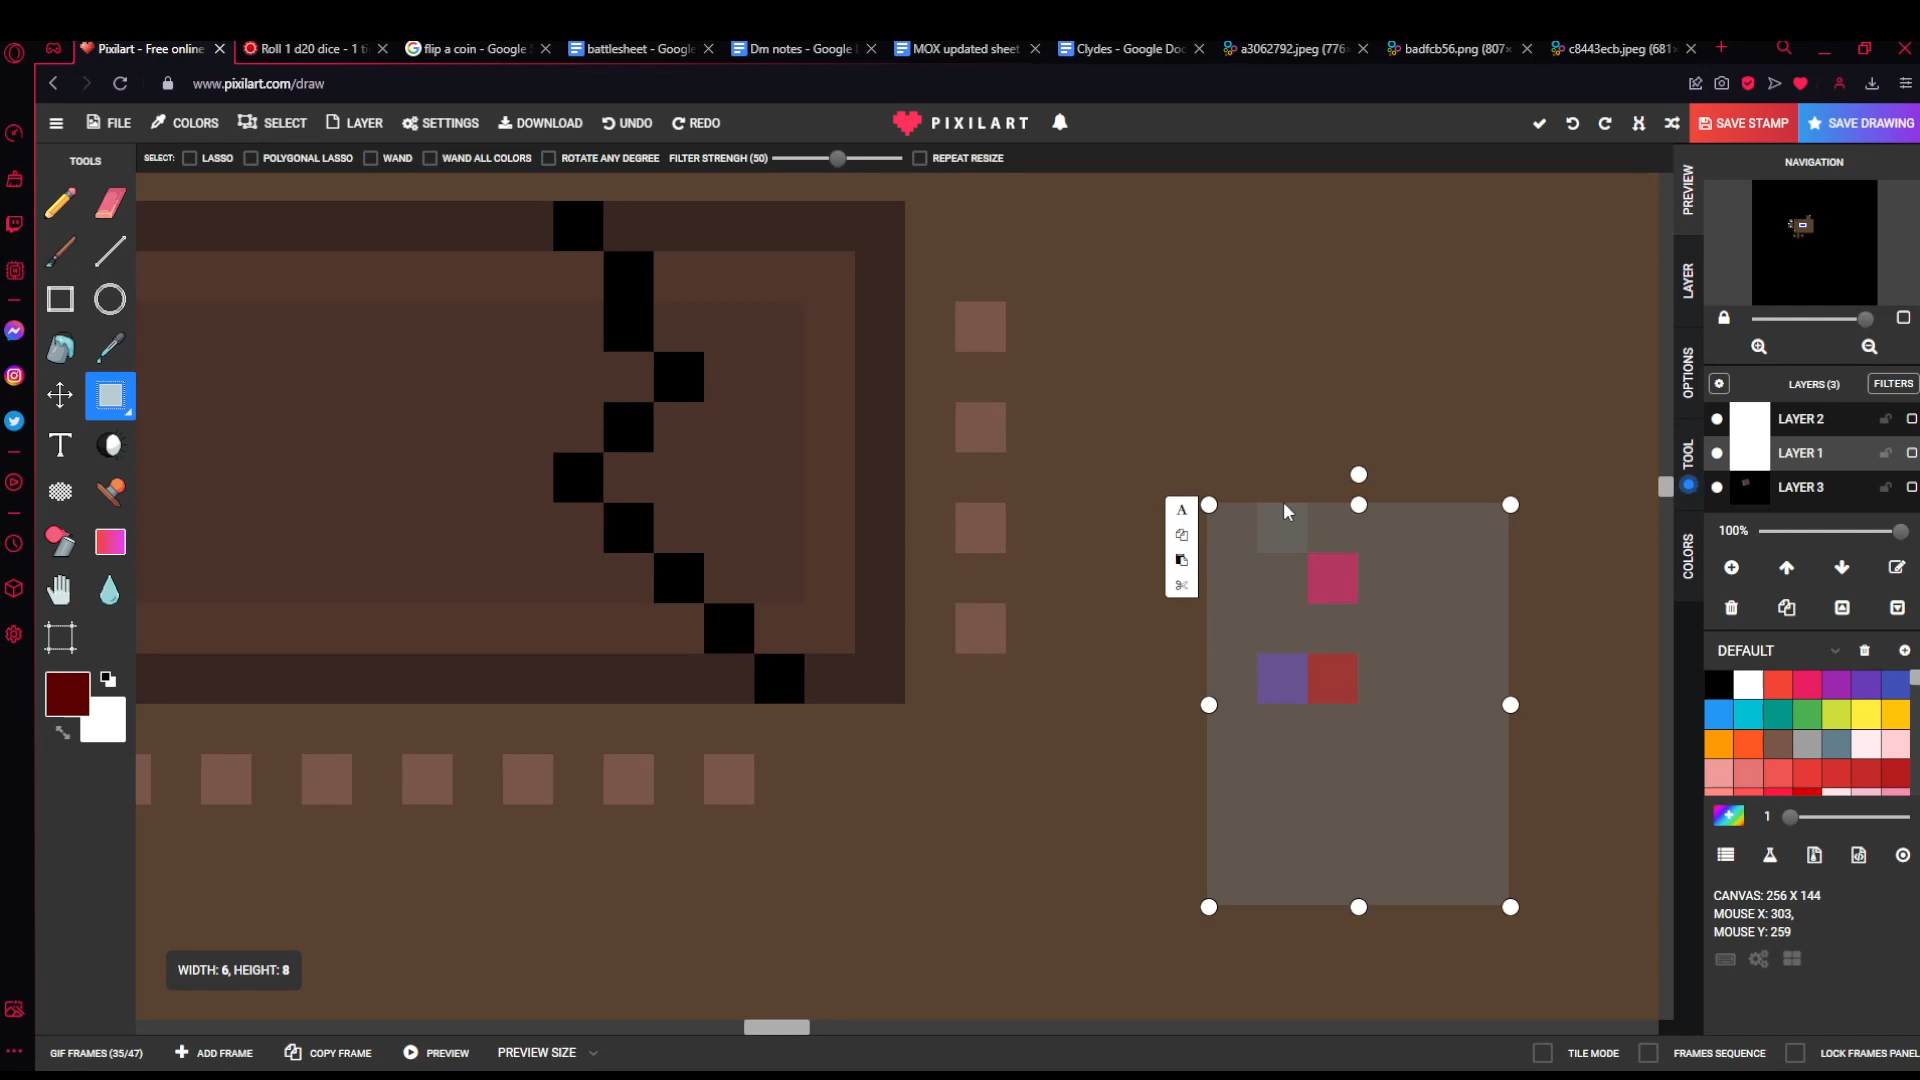 Pixilart - Free online
Roll 1 d20 dice - 1 ti
flip a coin - Google
battlesheet - Google
Dm notes - Google
MOX updated sheet
Clydes - Google Doc
a3062792.jpeg (776×
badfcb56.png (807×
c8443ecb.jpeg (681×
www.pixilart.com/draw
FILE
COLORS
SELECT
LAYER
SETTINGS
DOWNLOAD
UNDO
REDO
PIXILART
SAVE STAMP
SAVE DRAWING
TOOLS
SELECT:
LASSO
POLYGONAL LASSO
WAND
WAND ALL COLORS
ROTATE ANY DEGREE
FILTER STRENGH (50)
REPEAT RESIZE
PREVIEW
LAYER
OPTIONS
TOOL
COLORS
NAVIGATION
LAYERS (3)
FILTERS
LAYER 2
LAYER 1
LAYER 3
100%
DEFAULT
1
CANVAS: 256 X 144
MOUSE X: 303,
MOUSE Y: 259
T
A
WIDTH: 6, HEIGHT: 8
GIF FRAMES (35/47)
ADD FRAME
COPY FRAME
PREVIEW
PREVIEW SIZE
TILE MODE
FRAMES SEQUENCE
LOCK FRAMES PANEL